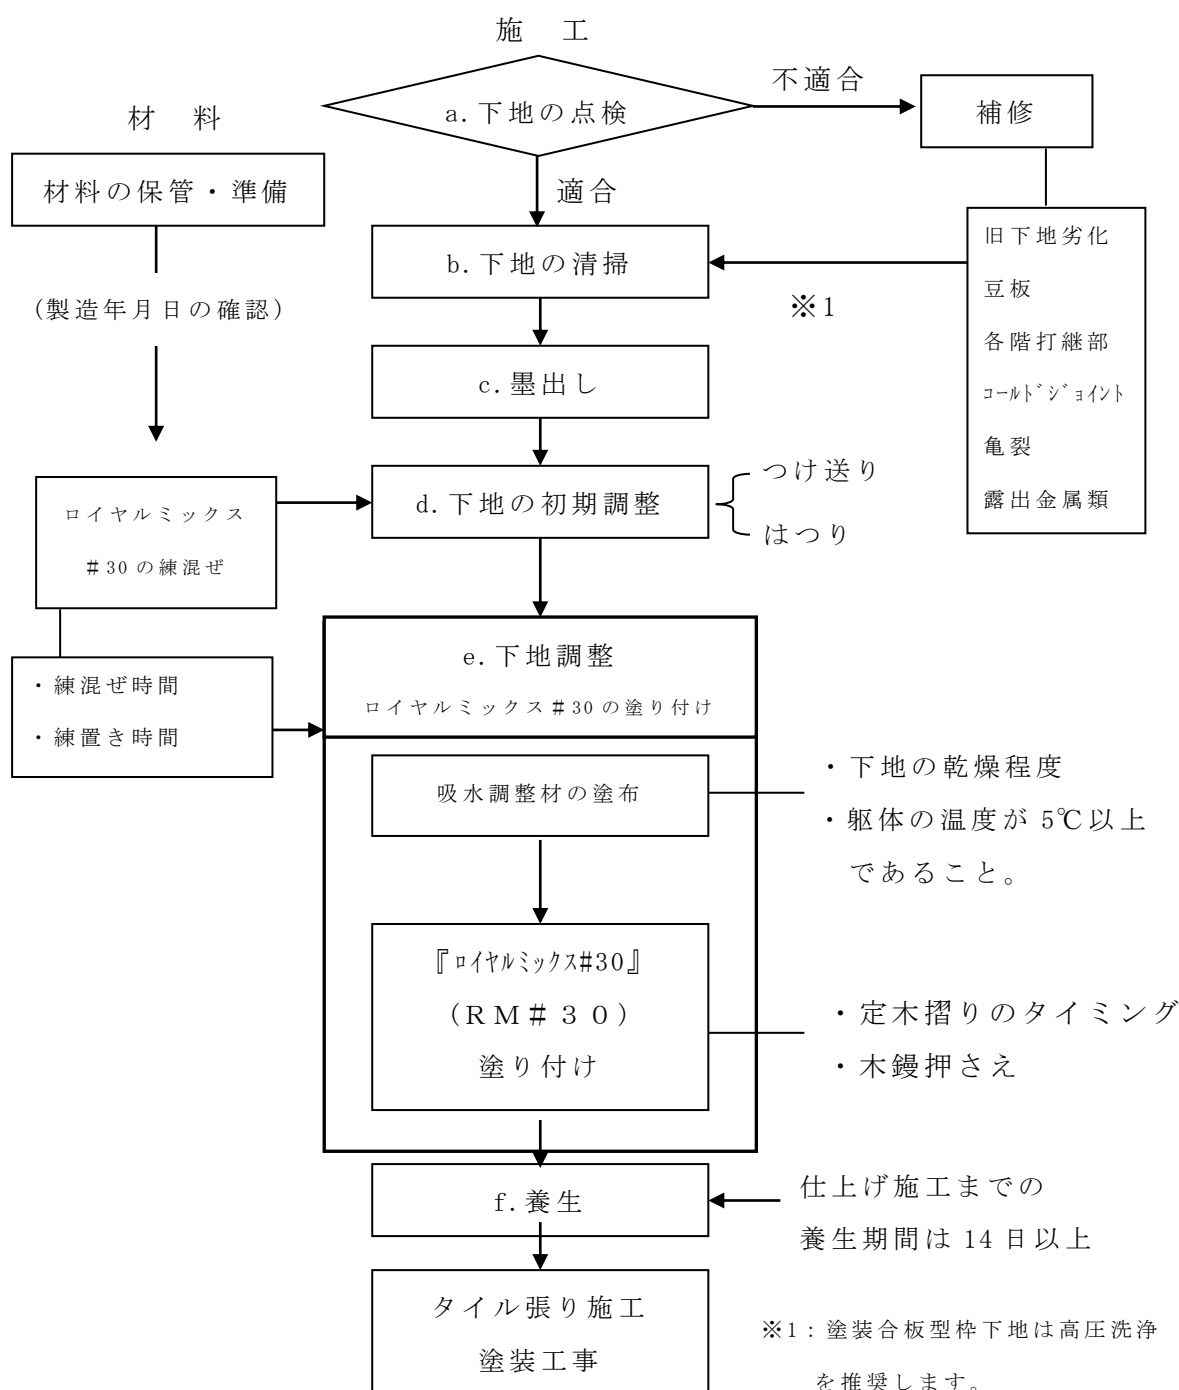 施　工
a.下地の点検
不適合
補修
材　料
材料の保管・準備
適合
旧下地劣化
豆板
各階打継部
ｺｰﾙﾄﾞｼﾞｮｲﾝﾄ
亀裂
露出金属類
b.下地の清掃
※1
(製造年月日の確認)
c.墨出し
d.下地の初期調整
つけ送り
はつり
ロイヤルミックス
＃30の練混ぜ
・練混ぜ時間
・練置き時間
e.下地調整
ロイヤルミックス＃30の塗り付け
吸水調整材の塗布
・下地の乾燥程度
・躯体の温度が 5℃以上
であること。
『ﾛｲﾔﾙﾐｯｸｽ#30』
（ＲＭ＃３０）
塗り付け
・定木摺りのタイミング
・木鏝押さえ
f.養生
仕上げ施工までの
養生期間は 14 日以上
タイル張り施工
塗装工事
※1：塗装合板型枠下地は高圧洗浄
を推奨します。